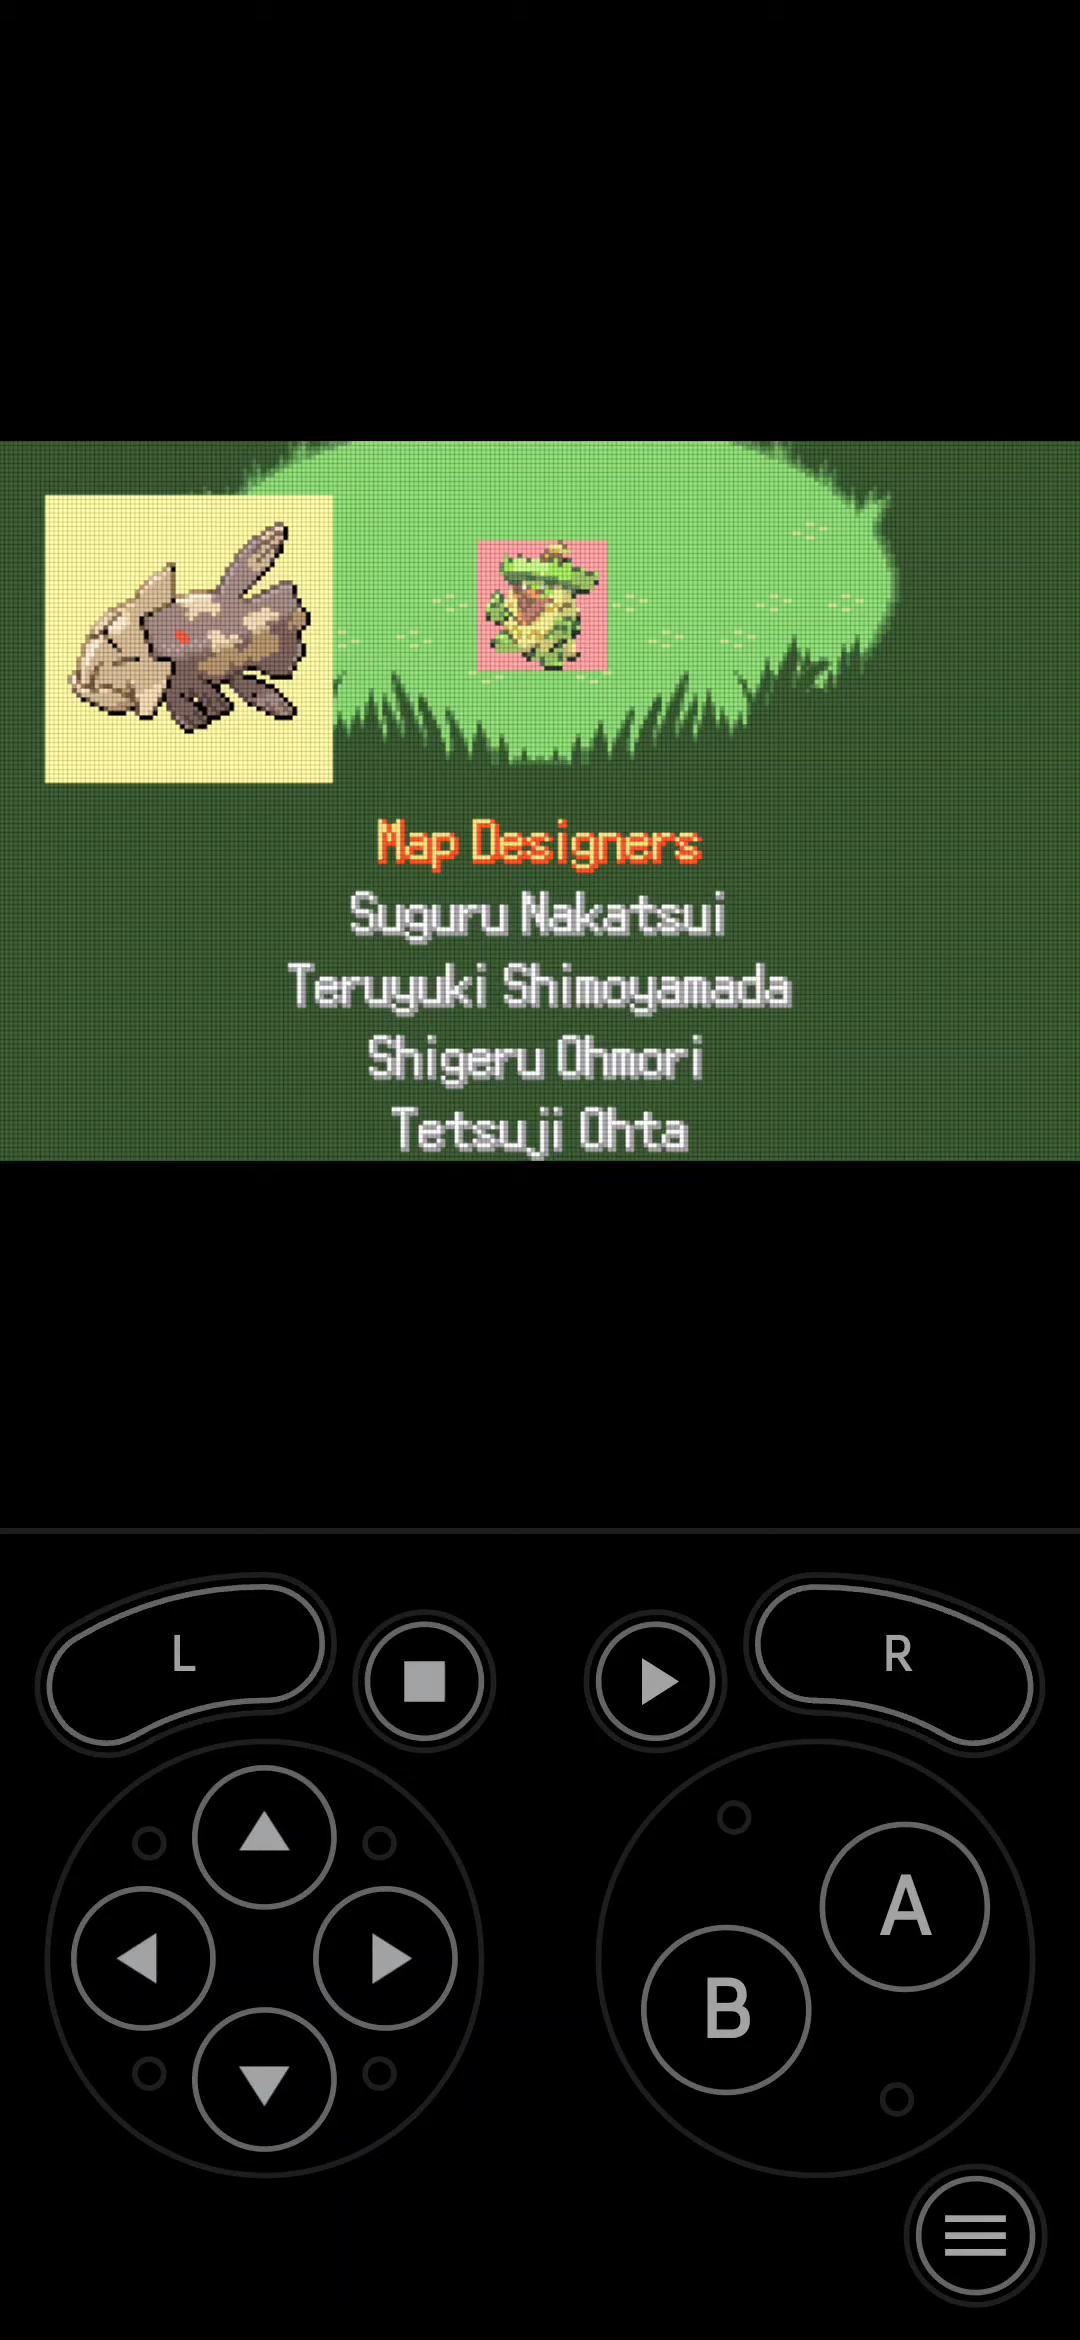 Map Designers
Suguru Nakatsui
Teruyuki Shimoyamada
Shigeru Ohmori
Tetsuji Ohta
L
R
A
B